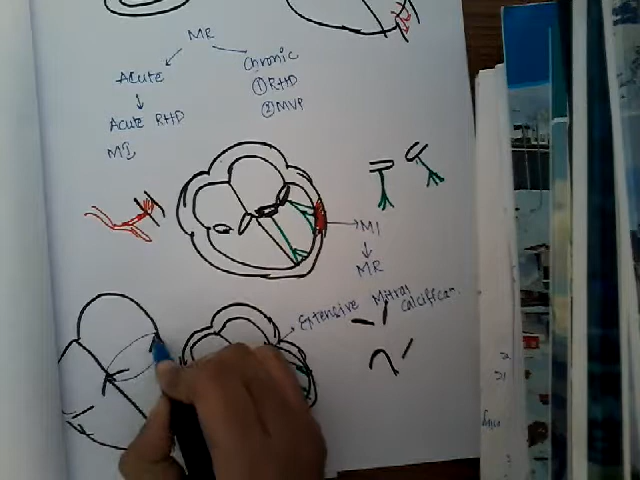 MR
Acute
Chronic
① RHD
② MVP
Acute RHD
MI
MI
MR
Extensive Mitral
calcification.